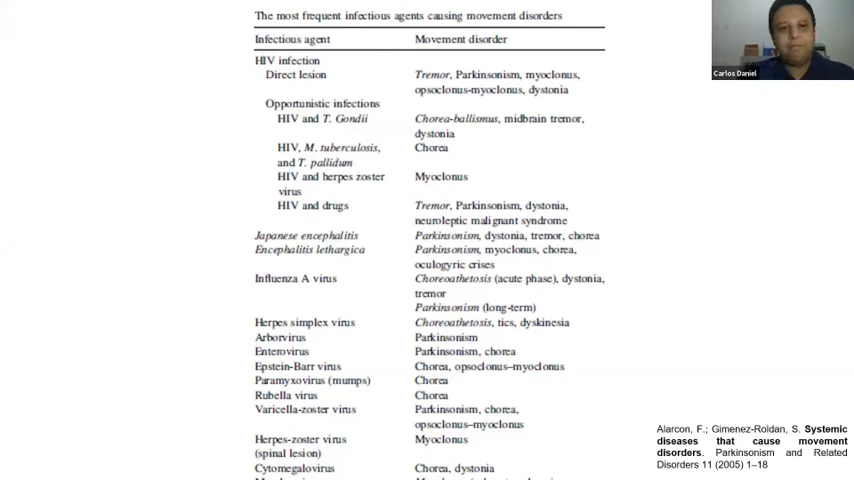 The most frequent infectious agents causing movement disorders
Infectious agent Movement disorder
HIV infection
Direct lesion Tremor, Parkinsonism, myoclonus,
opsoclonus-myoclonus, dystonia
Opportunistic infections
HIV and T. Gondii Chorea-ballismus, midbrain tremor,
dystonia
HIV, M. tuberculosis, Chorea
and T. pallidum
HIV and herpes zoster Myoclonus
virus
HIV and drugs Tremor, Parkinsonism, dystonia,
neuroleptic malignant syndrome
Japanese encephalitis Parkinsonism, dystonia, tremor, chorea
Encephalitis lethargica Parkinsonism, myoclonus, chorea,
oculogyric crises
Influenza A virus Choreoathetosis (acute phase), dystonia,
tremor
Parkinsonism (long-term)
Herpes simplex virus Choreoathetosis, tics, dyskinesia
Arborvirus Parkinsonism
Enterovirus Parkinsonism, chorea
Epstein-Barr virus Chorea, opsoclonus–myoclonus
Paramyxovirus (mumps) Chorea
Rubella virus Chorea
Varicella-zoster virus Parkinsonism, chorea,
opsoclonus–myoclonus
Herpes-zoster virus Myoclonus
(spinal lesion)
Cytomegalovirus Chorea, dystonia
Carlos Daniel
Alarcon, F.; Gimenez-Roldan, S. Systemic
diseases that cause movement
disorders. Parkinsonism and Related
Disorders 11 (2005) 1–18